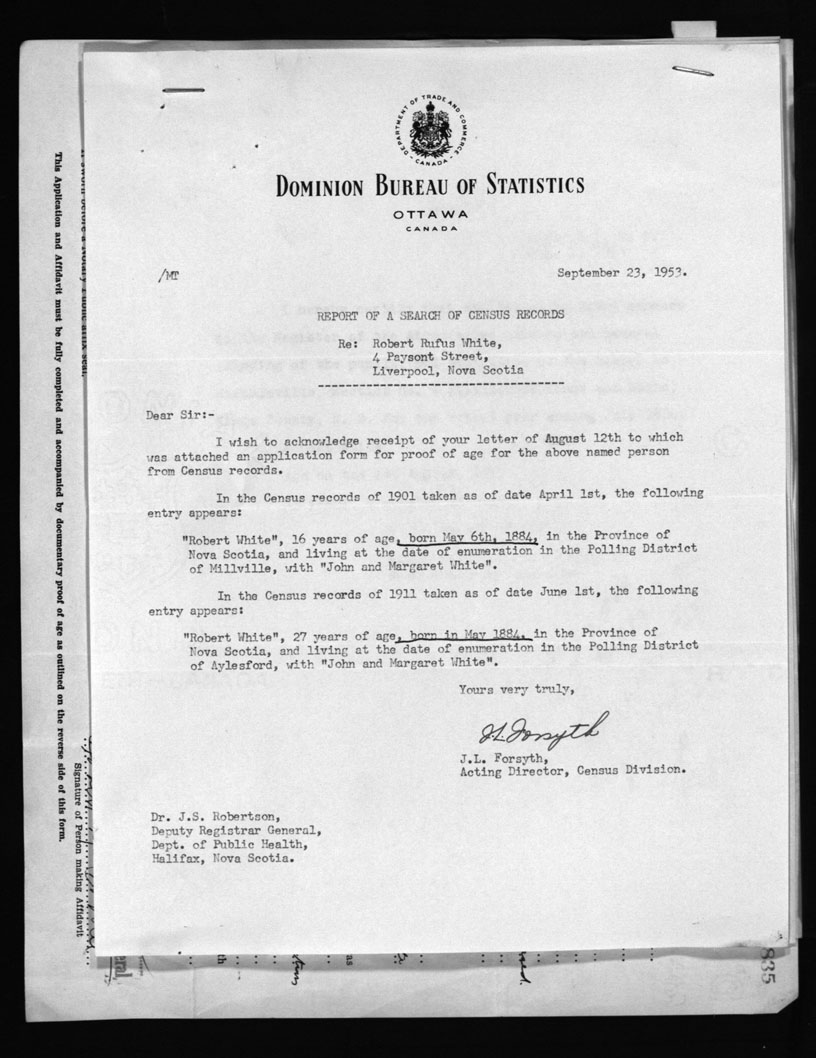 DEPARTMENT OF TRADE AND COMMERCE
- CANADA -
DOMINION BUREAU OF STATISTICS
OTTAWA
CANADA
/MT
September 23, 1953.
REPORT OF A SEARCH OF CENSUS RECORDS
Re: Robert Rufus White,
4 Paysont Street,
Liverpool, Nova Scotia
Dear Sir:-
I wish to acknowledge receipt of your letter of August 12th to which
was attached an application form for proof of age for the above named person
from Census records.
In the Census records of 1901 taken as of date April 1st, the following
entry appears:
"Robert White", 16 years of age, born May 6th, 1884, in the Province of
Nova Scotia, and living at the date of enumeration in the Polling District
of Millville, with "John and Margaret White".
In the Census records of 1911 taken as of date June 1st, the following
entry appears:
"Robert White", 27 years of age, born in May 1884, in the Province of
Nova Scotia, and living at the date of enumeration in the Polling District
of Aylesford, with "John and Margaret White".
Yours very truly,
J.L. Forsyth
J.L. Forsyth,
Acting Director, Census Division.
Dr. J.S. Robertson,
Deputy Registrar General,
Dept. of Public Health,
Halifax, Nova Scotia.
This Application and Affidavit must be fully completed and accompanied by documentary proof of age as outlined on the reverse side of this form.
Signature of Person making Affidavit
as
835